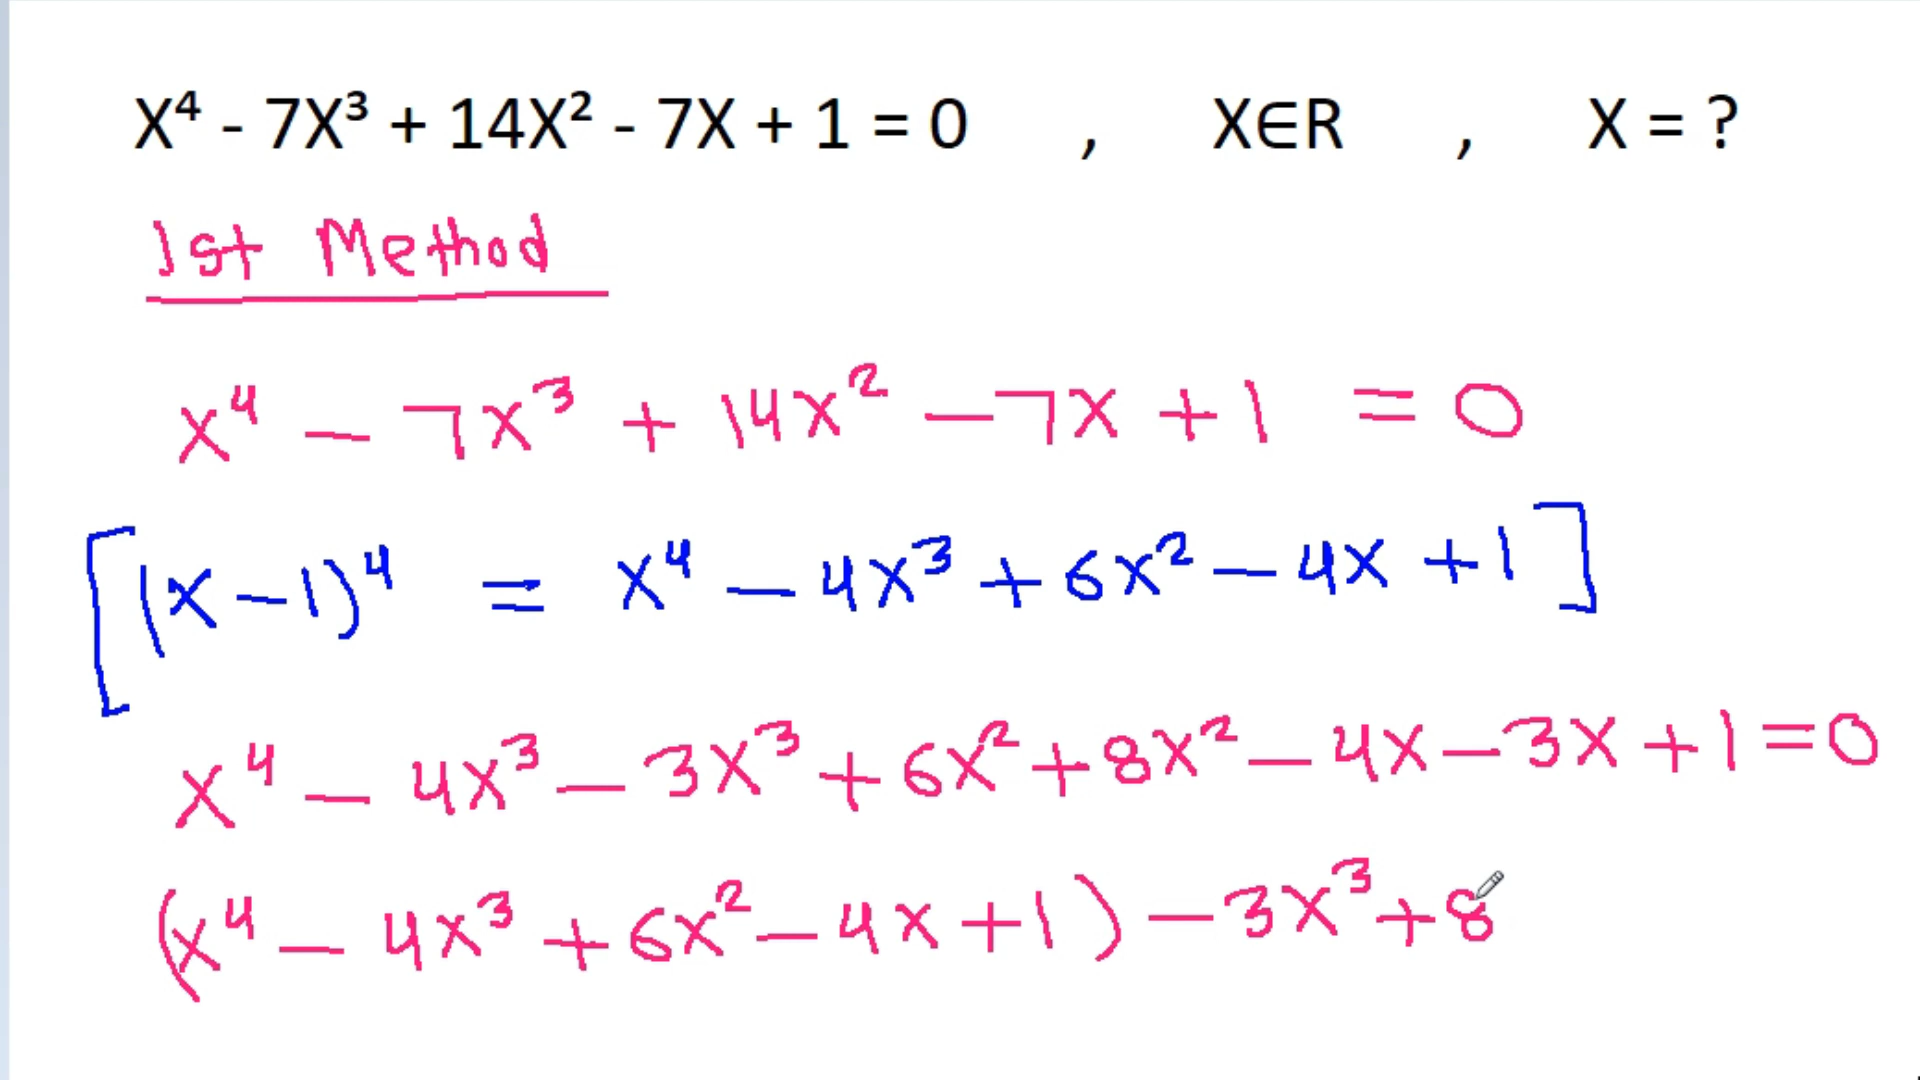 X⁴ - 7X³ + 14X² - 7X + 1 = 0 , X∈R , X = ?
1st Method
x⁴ - 7x³ + 14x² - 7x + 1 = 0
[(x - 1)⁴ = x⁴ - 4x³ + 6x² - 4x + 1]
x⁴ - 4x³ - 3x³ + 6x² + 8x² - 4x - 3x + 1 = 0
(x⁴ - 4x³ + 6x² - 4x + 1) - 3x³ + 8